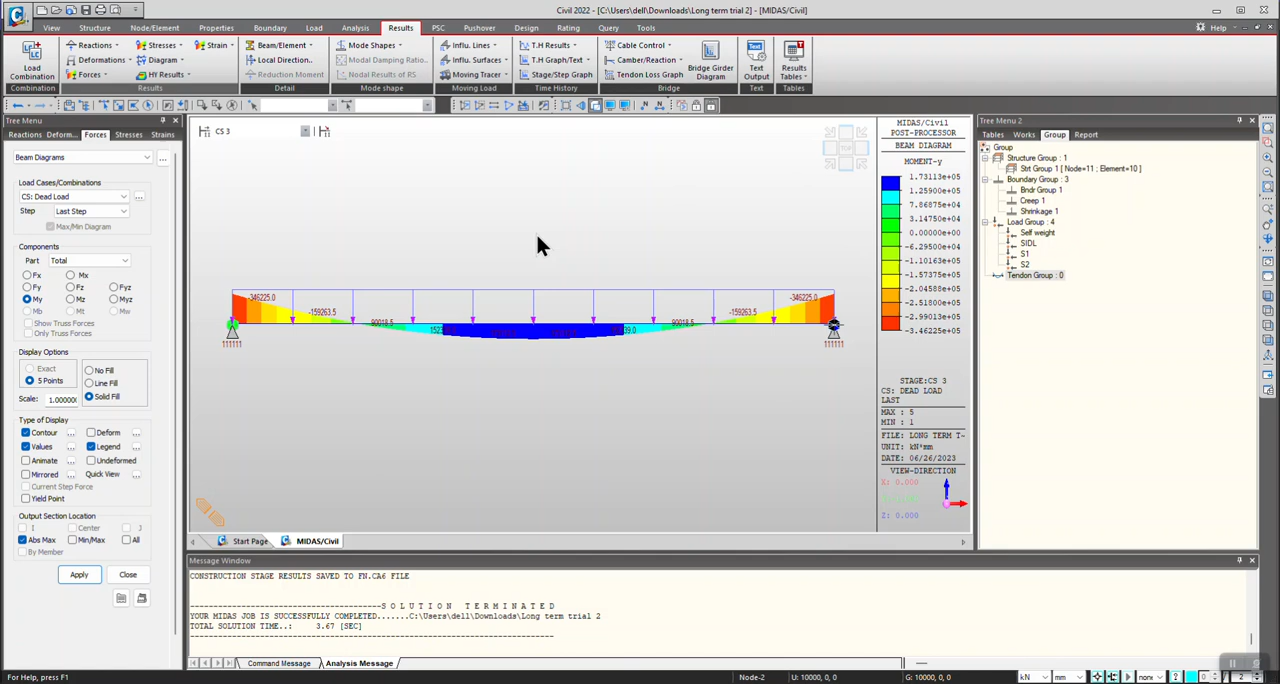 Civil 2022 - [C:\Users\dell\Downloads\Long term trial 2] - [MIDAS/Civil]
View Structure Node/Element Properties Boundary Load Analysis Results PSC Pushover Design Rating Query Tools Help
Reactions Stresses Strain Beam/Element Mode Shapes Influ. Lines T.H Results Cable Control
Deformations Diagram Local Direction.. Modal Damping Ratio.. Influ. Surfaces T.H Graph/Text Camber/Reaction
Load Combination Forces HY Results Reduction Moment Nodal Results of RS Moving Tracer Stage/Step Graph Tendon Loss Graph Bridge Girder Diagram Text Output Results Tables
Combination Results Detail Mode shape Moving Load Time History Bridge Text Tables
Tree Menu
Reactions Deform... Forces Stresses Strains
Beam Diagrams
Load Cases/Combinations
CS: Dead Load
Step Last Step
Max/Min Diagram
Components
Part Total
Fx Mx
Fy Fz Fyz
My Mz Myz
Mb Mt Mw
Show Truss Forces
Only Truss Forces
Display Options
Exact No Fill
5 Points Line Fill
Scale: 1.00000 Solid Fill
Type of Display
Contour Deform
Values Legend
Animate Undeformed
Mirrored Quick View
Current Step Force
Yield Point
Output Section Location
I Center J
Abs Max Min/Max All
By Member
Apply Close
CS 3
-346225.0 -346225.0
-159263.5 90018.5 90018.5 -159263.5
111111 111111
MIDAS/Civil
POST-PROCESSOR
BEAM DIAGRAM
MOMENT-y
1.73113e+05
1.25900e+05
7.86875e+04
3.14750e+04
0.00000e+00
-6.29500e+04
-1.10163e+05
-1.57375e+05
-2.04588e+05
-2.51800e+05
-2.99013e+05
-3.46225e+05
STAGE:CS 3
CS: DEAD LOAD
LAST
MAX : 5
MIN : 1
FILE: LONG TERM T~
UNIT: kN*mm
DATE: 06/26/2023
VIEW-DIRECTION
X: 0.000
Z: 0.000
Start Page MIDAS/Civil
Tree Menu 2
Tables Works Group Report
Group
Structure Group : 1
Strt Group 1 [ Node=11 ; Element=10 ]
Boundary Group : 3
Bndr Group 1
Creep 1
Shrinkage 1
Load Group : 4
Self weight
SIDL
S1
S2
Tendon Group : 0
Message Window
CONSTRUCTION STAGE RESULTS SAVED TO FN.CA6 FILE
S O L U T I O N   T E R M I N A T E D
YOUR MIDAS JOB IS SUCCESSFULLY COMPLETED.......C:\Users\dell\Downloads\Long term trial 2
TOTAL SOLUTION TIME..: 3.67 [SEC]
Command Message Analysis Message
For Help, press F1 Node-2 U: 10000, 0, 0 G: 10000, 0, 0 kN mm none 2